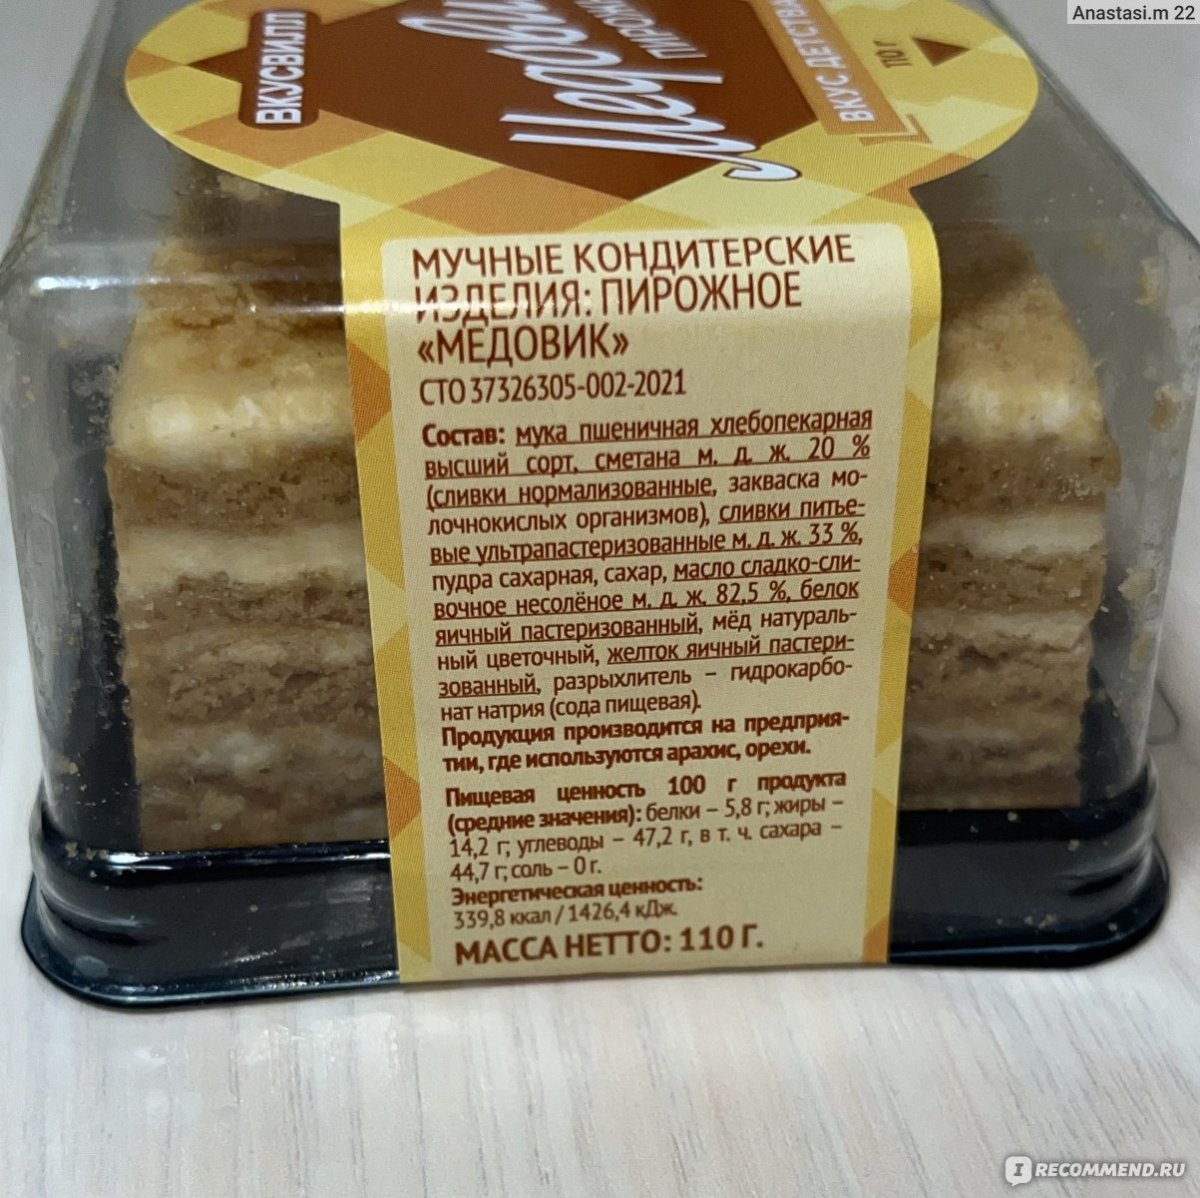 Anastasi.m 22
ВКУСВИЛЛ
ВКУС ДЕТСТВА
110 г
МУЧНЫЕ КОНДИТЕРСКИЕ
ИЗДЕЛИЯ: ПИРОЖНОЕ
«МЕДОВИК»
СТО 37326305-002-2021
Состав: мука пшеничная хлебопекарная
высший сорт, сметана м. д. ж. 20 %
(сливки нормализованные, закваска мо-
лочнокислых организмов), сливки питье-
вые ультрапастеризованные м. д. ж. 33 %,
пудра сахарная, сахар, масло сладко-сли-
вочное несолёное м. д. ж. 82,5 %, белок
яичный пастеризованный, мёд натураль-
ный цветочный, желток яичный пастери-
зованный, разрыхлитель – гидрокарбо-
нат натрия (сода пищевая).
Продукция производится на предприя-
тии, где используются арахис, орехи.
Пищевая ценность 100 г продукта
(средние значения): белки – 5,8 г; жиры –
14,2 г; углеводы – 47,2 г, в т. ч. сахара –
44,7 г; соль – 0 г.
Энергетическая ценность:
339,8 ккал / 1426,4 кДж.
МАССА НЕТТО: 110 Г.
IRECOMMEND.RU